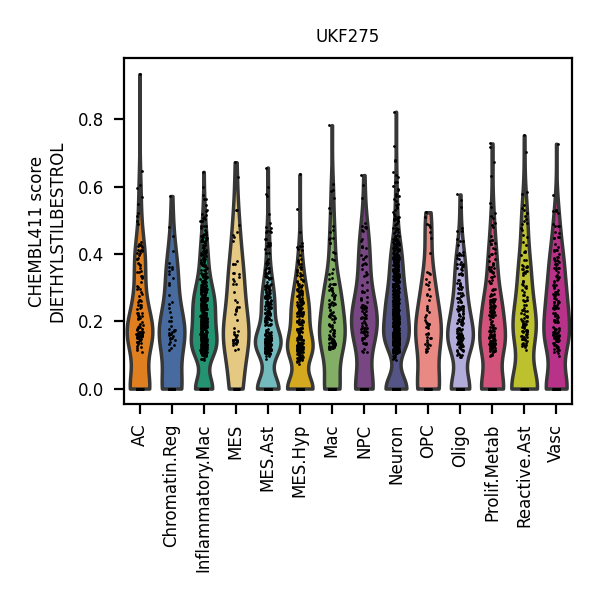 UKF275
CHEMBL411 score
DIETHYLSTILBESTROL
0.8
0.6
0.4
0.2
0.0
AC
Chromatin.Reg
Inflammatory.Mac
MES
MES.Ast
MES.Hyp
Mac
NPC
Neuron
OPC
Oligo
Prolif.Metab
Reactive.Ast
Vasc